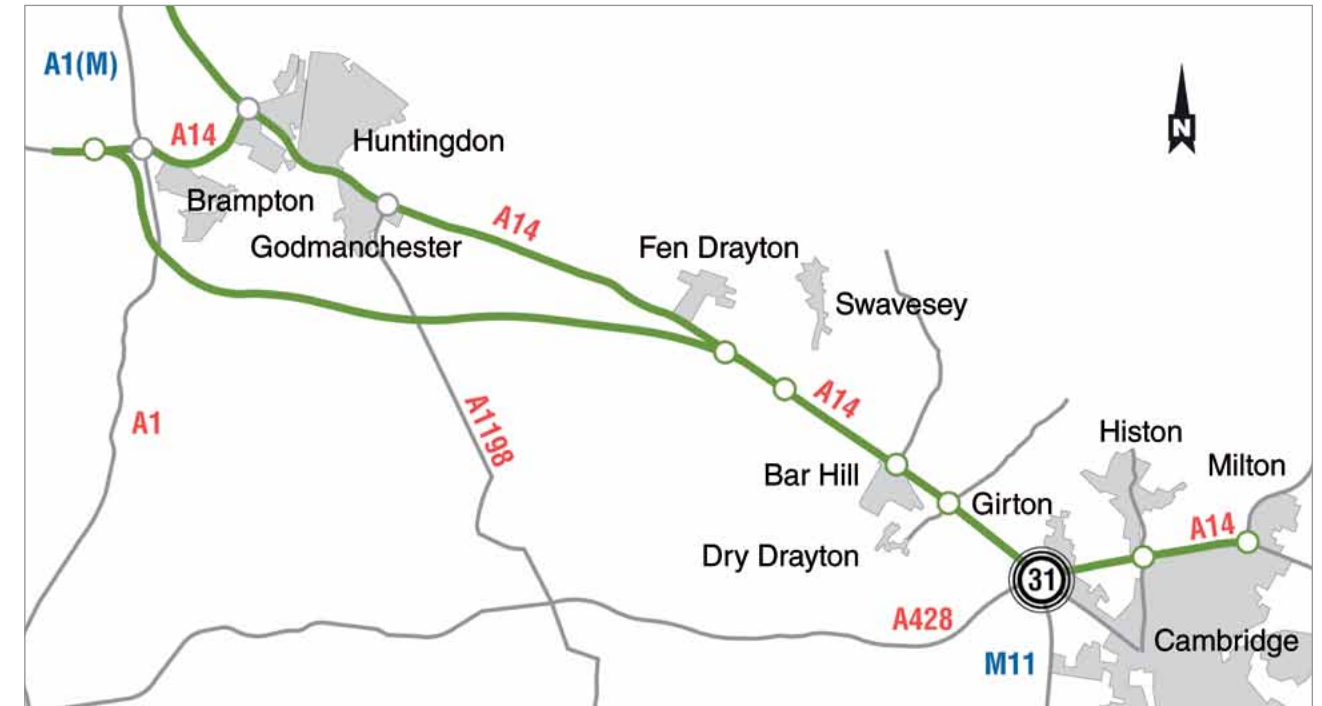 A1(M)
N
A14
Huntingdon
Brampton
A14
Godmanchester
Fen Drayton
Swavesey
A1
A1198
A14
Histon
Bar Hill
Milton
Girton
A14
Dry Drayton
31
A428
Cambridge
M11